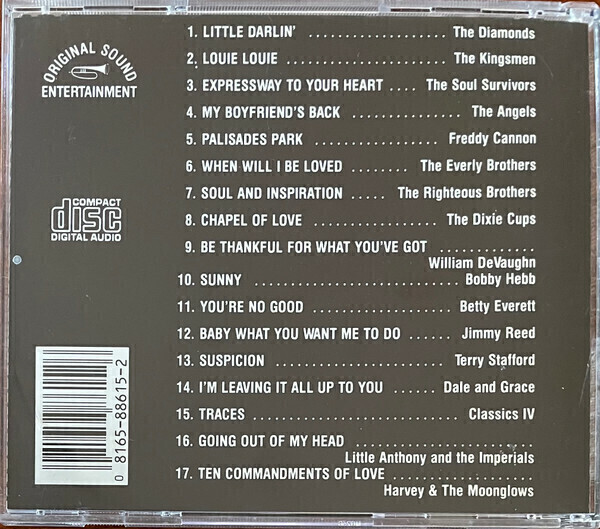 ORIGINAL SOUND
ENTERTAINMENT
COMPACT
disc
DIGITAL AUDIO
1. LITTLE DARLIN' .................... The Diamonds
2. LOUIE LOUIE ......................... The Kingsmen
3. EXPRESSWAY TO YOUR HEART .... The Soul Survivors
4. MY BOYFRIEND'S BACK ................... The Angels
5. PALISADES PARK ..................... Freddy Cannon
6. WHEN WILL I BE LOVED ......... The Everly Brothers
7. SOUL AND INSPIRATION ..... The Righteous Brothers
8. CHAPEL OF LOVE .................... The Dixie Cups
9. BE THANKFUL FOR WHAT YOU'VE GOT .............
William DeVaughn
10. SUNNY .............................. Bobby Hebb
11. YOU'RE NO GOOD ..................... Betty Everett
12. BABY WHAT YOU WANT ME TO DO ...... Jimmy Reed
13. SUSPICION .......................... Terry Stafford
14. I'M LEAVING IT ALL UP TO YOU ...... Dale and Grace
15. TRACES ............................. Classics IV
16. GOING OUT OF MY HEAD .......................
Little Anthony and the Imperials
17. TEN COMMANDMENTS OF LOVE ..................
Harvey & The Moonglows
0 8165-88615-2